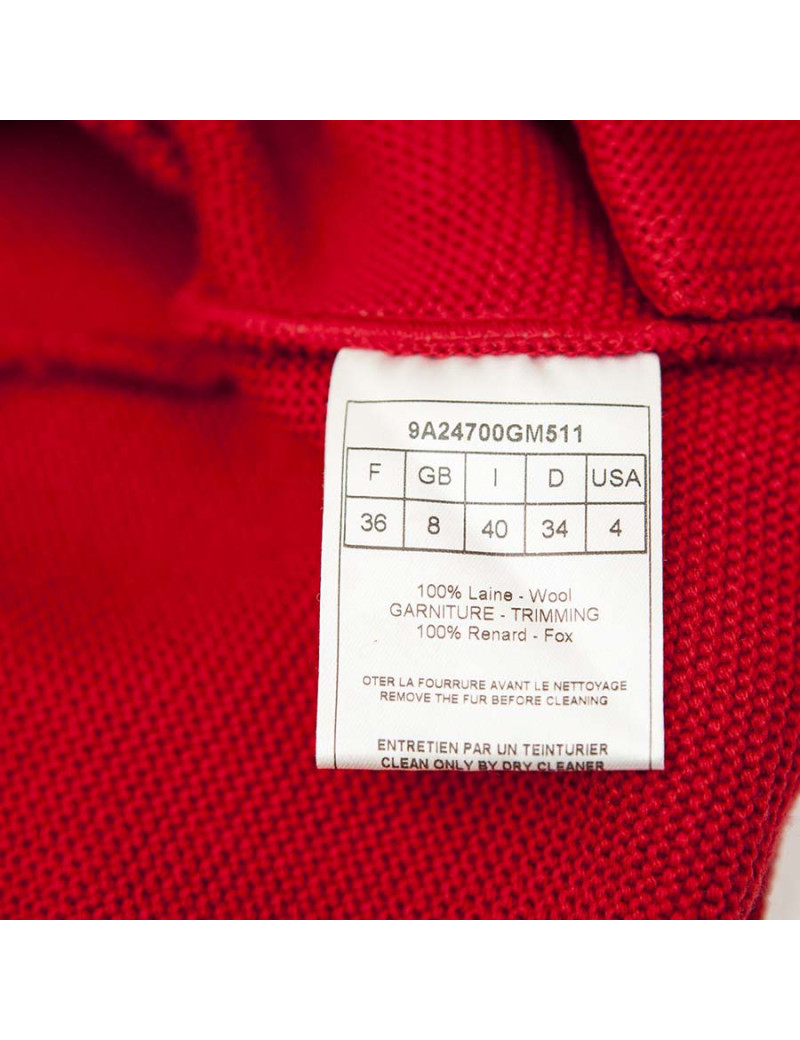 9A24700GM511
F GB I D USA
36 8 40 34 4
100% Laine - Wool
GARNITURE - TRIMMING
100% Renard - Fox
OTER LA FOURRURE AVANT LE NETTOYAGE
REMOVE THE FUR BEFORE CLEANING
ENTRETIEN PAR UN TEINTURIER
CLEAN ONLY BY DRY CLEANER